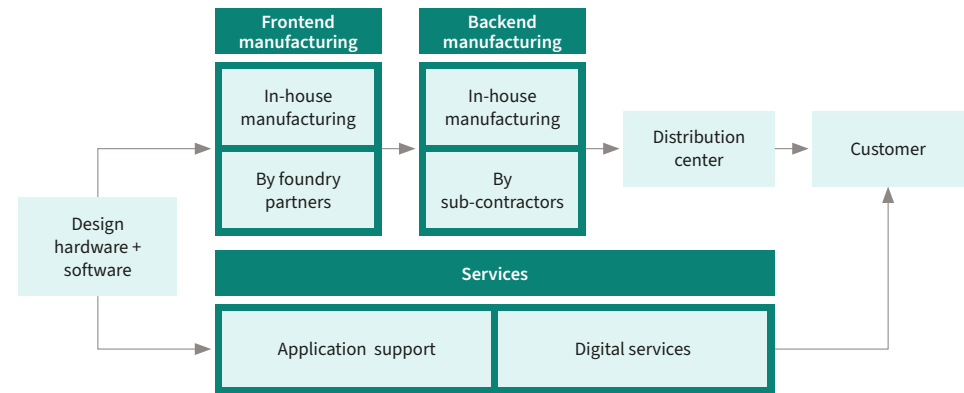 Frontend
manufacturing
Backend
manufacturing
In-house
manufacturing
In-house
manufacturing
Distribution
center
Customer
By foundry
partners
By
sub-contractors
Design
hardware +
software
Services
Application support
Digital services